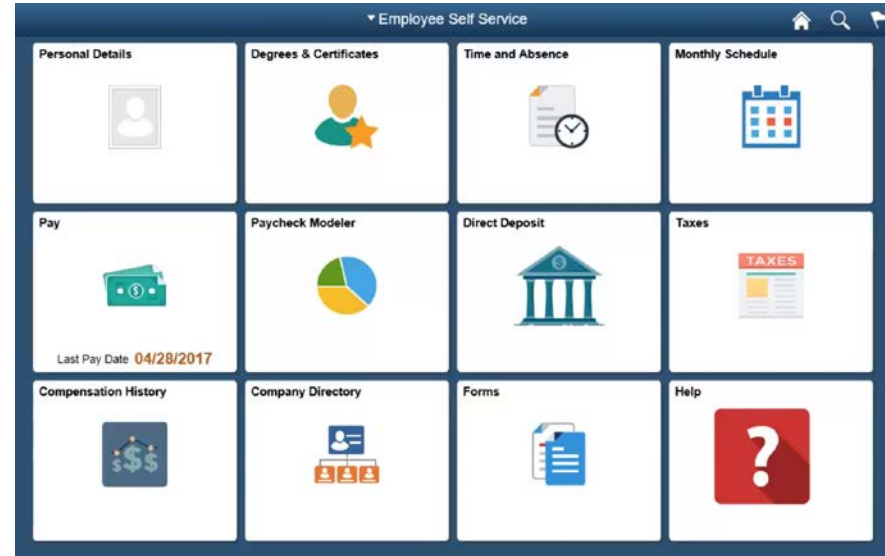 Employee Self Service
Personal Details
Degrees & Certificates
Time and Absence
Monthly Schedule
Pay
Last Pay Date 04/28/2017
Paycheck Modeler
Direct Deposit
Taxes
TAXES
Compensation History
Company Directory
Forms
Help